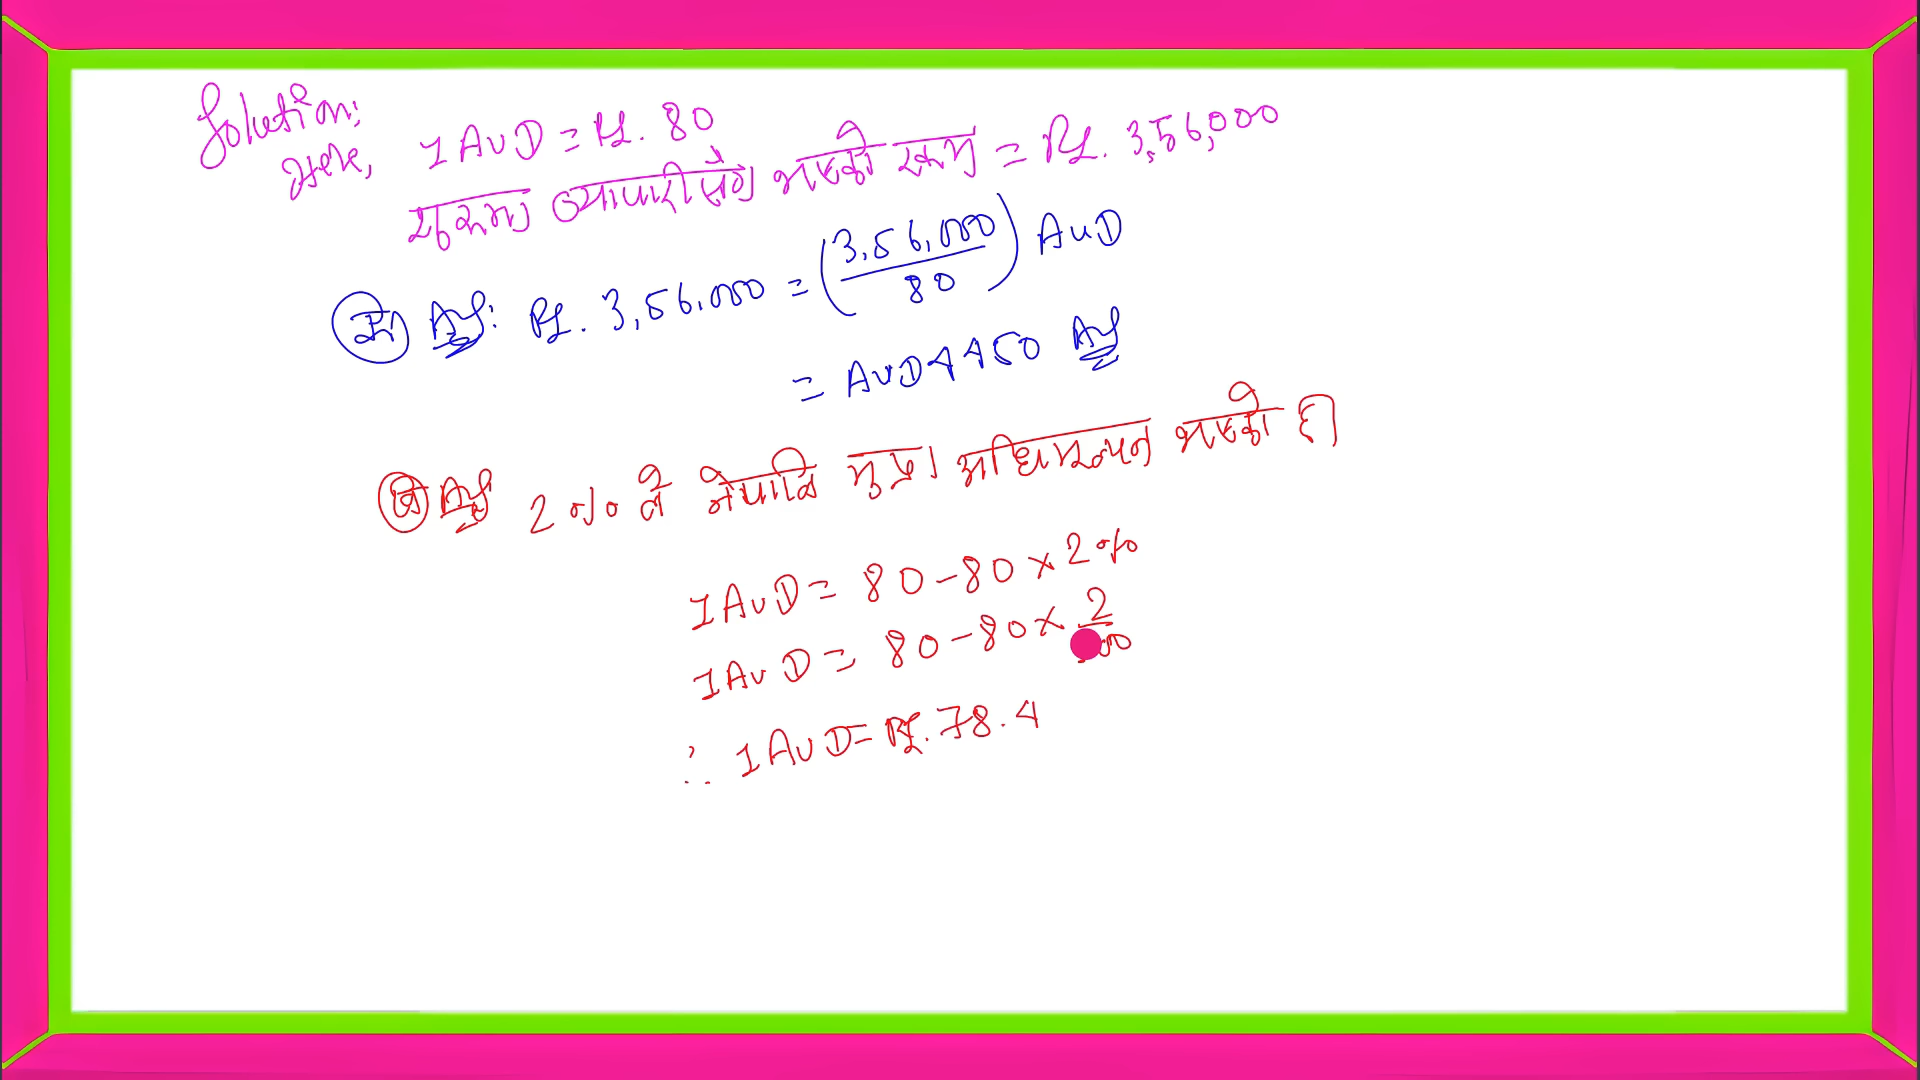 Solution:
Here, 1 AUD = Rs. 80
व्यापारीसँग भएको रकम = Rs. 3,56,000
Ans: Rs. 3,56,000 = (3,56,000/80) AUD
= AUD 4450 Ans
Ans 2% ले नेपालि मुद्रा अधिमूल्यन भएको छ।
1 AUD = 80 - 80 × 2%
1 AUD = 80 - 80 × 2/100
∴ 1 AUD = Rs. 78.4